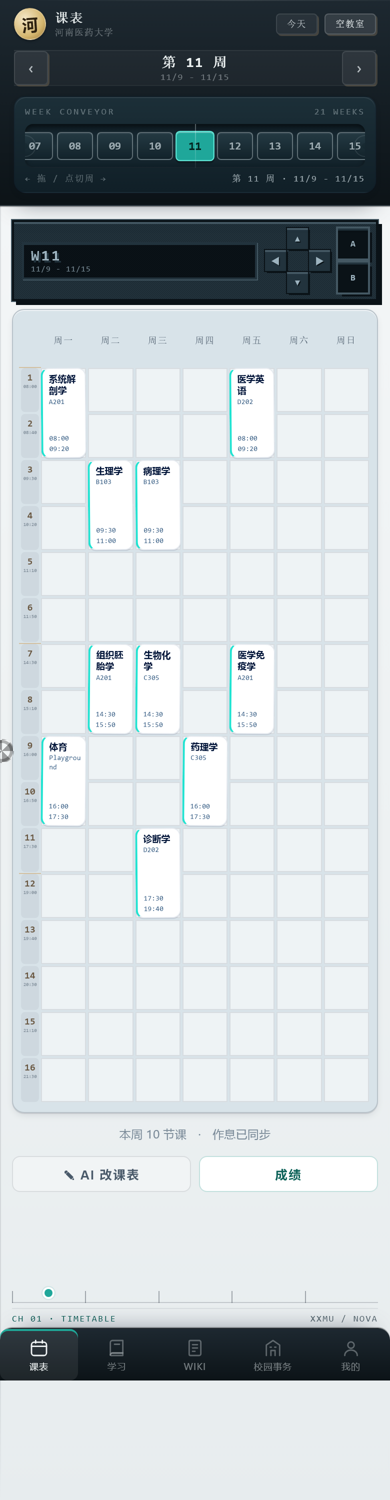 河
课表
河南医药大学
今天
空教室
‹
第 11 周
11/9 - 11/15
›
WEEK CONVEYOR
21 WEEKS
07 08 09 10 11 12 13 14 15
← 拖 / 点切周 →
第 11 周 · 11/9 - 11/15
W11
11/9 - 11/15
▲
◀ ▶
▼
A
B
周一 周二 周三 周四 周五 周六 周日
1
系统解剖学
A201
08:00
09:20
医学英语
D202
08:00
09:20
2
3
生理学
B103
09:30
11:00
病理学
B103
09:30
11:00
4
5
6
7
组织胚胎学
A201
14:30
15:50
生物化学
C305
14:30
15:50
医学免疫学
A201
14:30
15:50
8
9
体育
Playground
16:00
17:30
药理学
C305
16:00
17:30
10
11
诊断学
D202
17:30
19:40
12
13
14
15
16
本周 10 节课 · 作息已同步
AI 改课表
成绩
CH 01 · TIMETABLE
XXMU / NOVA
课表
学习
WIKI
校园事务
我的